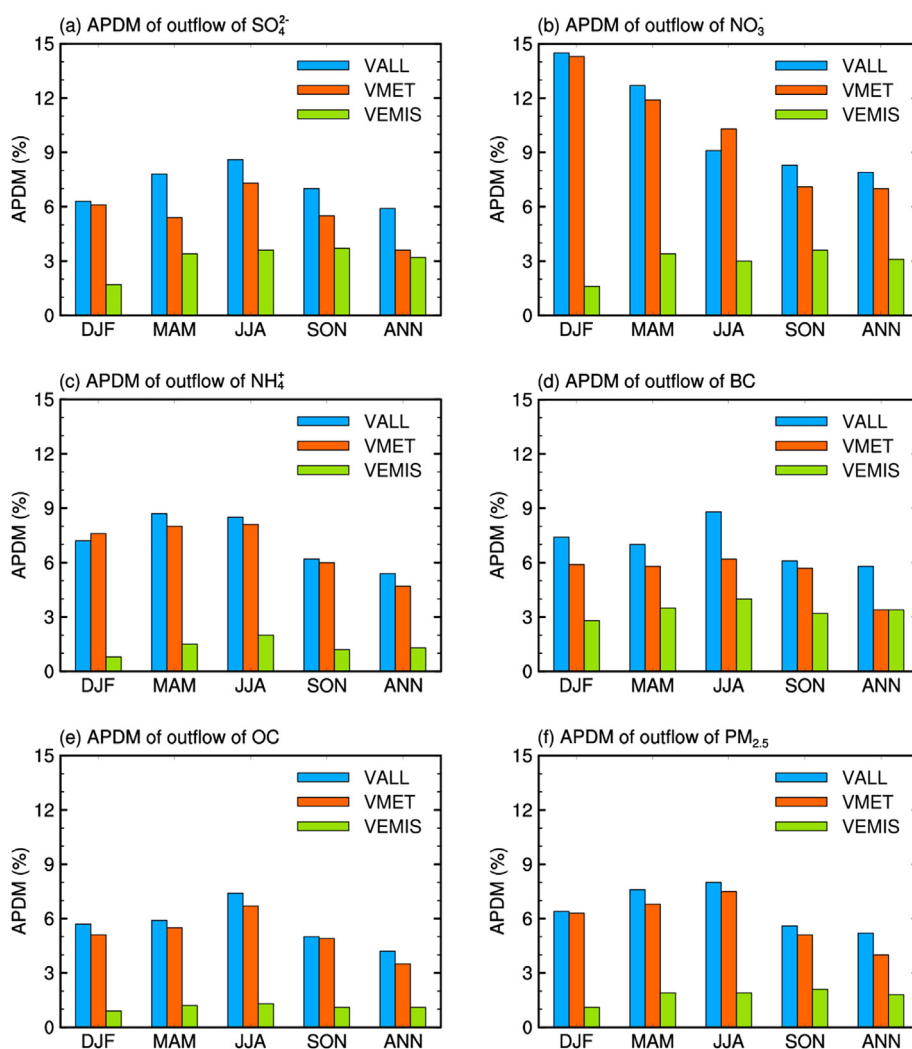 (a) APDM of outflow of SO₄²⁻
15
12
9
6
3
0
APDM (%)
VALL
VMET
VEMIS
DJF MAM JJA SON ANN
(b) APDM of outflow of NO₃⁻
15
12
9
6
3
0
APDM (%)
VALL
VMET
VEMIS
DJF MAM JJA SON ANN
(c) APDM of outflow of NH₄⁺
15
12
9
6
3
0
APDM (%)
VALL
VMET
VEMIS
DJF MAM JJA SON ANN
(d) APDM of outflow of BC
15
12
9
6
3
0
APDM (%)
VALL
VMET
VEMIS
DJF MAM JJA SON ANN
(e) APDM of outflow of OC
15
12
9
6
3
0
APDM (%)
VALL
VMET
VEMIS
DJF MAM JJA SON ANN
(f) APDM of outflow of PM₂.₅
15
12
9
6
3
0
APDM (%)
VALL
VMET
VEMIS
DJF MAM JJA SON ANN